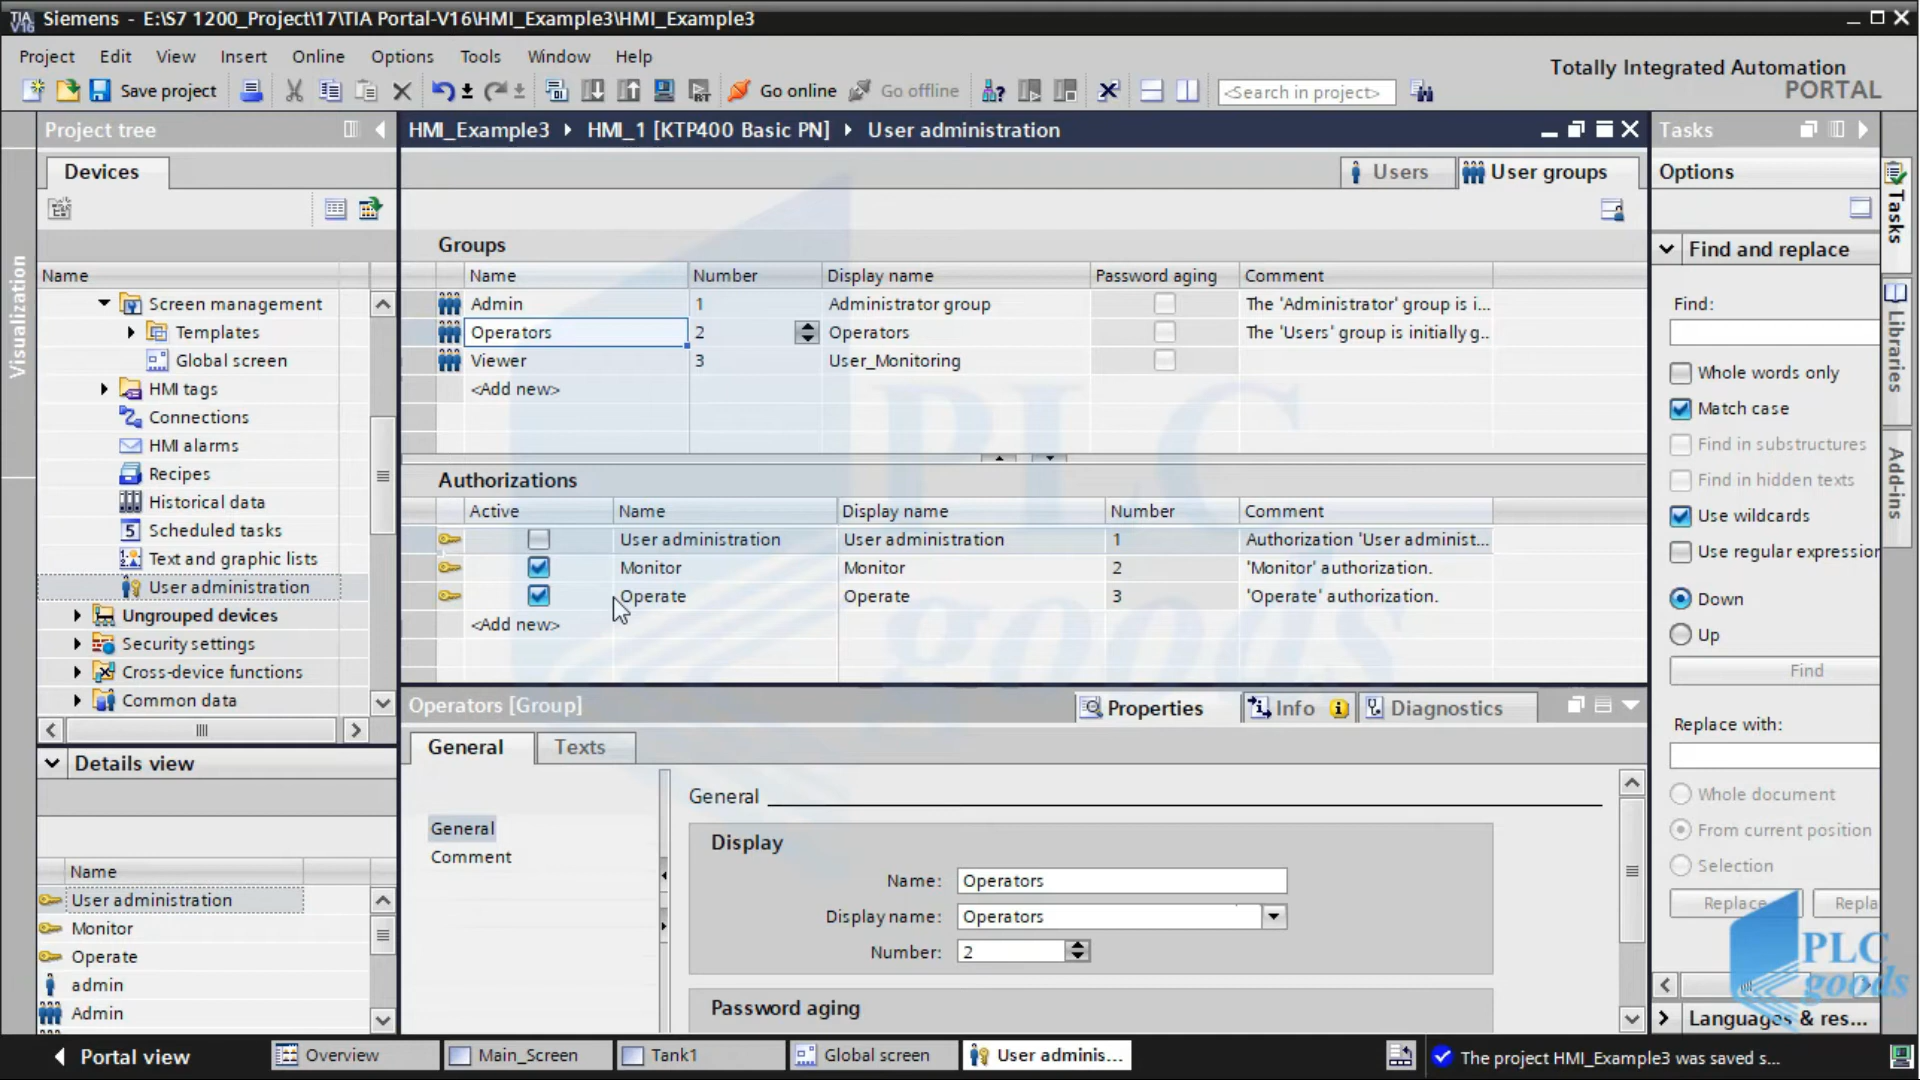 Siemens - E:\S7 1200_Project\17\TIA Portal-V16\HMI_Example3\HMI_Example3
Project Edit View Insert Online Options Tools Window Help
Totally Integrated Automation
PORTAL
Save project
Go online
Go offline
<Search in project>
Project tree
HMI_Example3 HMI_1 [KTP400 Basic PN] User administration
Tasks
Devices
Users
User groups
Options
Visualization
Groups
Find and replace
Name
Name Number Display name Password aging Comment
Screen management
Admin 1 Administrator group The 'Administrator' group is i...
Find:
Templates
Operators 2 Operators The 'Users' group is initially g...
Global screen
Viewer 3 User_Monitoring
Whole words only
HMI tags
<Add new>
Match case
Connections
Find in substructures
HMI alarms
Recipes
Authorizations
Find in hidden texts
Historical data
Active Name Display name Number Comment
Use wildcards
Scheduled tasks
User administration User administration 1 Authorization 'User administ...
Use regular expression
Text and graphic lists
Monitor Monitor 2 'Monitor' authorization.
User administration
Operate Operate 3 'Operate' authorization.
Down
Ungrouped devices
<Add new>
Up
Security settings
Cross-device functions
Find
Common data
Operators [Group]
Properties
Info
Diagnostics
Replace with:
General
Texts
Details view
General
Whole document
General
Comment
Display
From current position
Name
Name: Operators
Selection
User administration
Display name: Operators
Replace
Repla
Monitor
Number: 2
Operate
admin
Password aging
Admin
Languages & res...
Tasks
Libraries
Add-ins
PLC
goods
PLC
goods
Portal view
Overview
Main_Screen
Tank1
Global screen
User adminis...
The project HMI_Example3 was saved s...